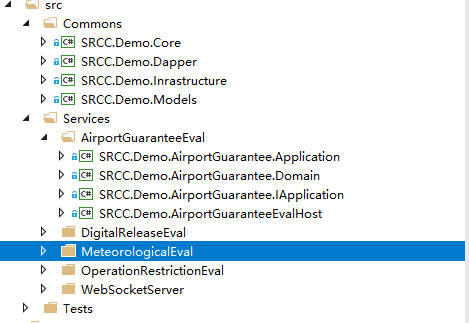 src
Commons
C# SRCC.Demo.Core
C# SRCC.Demo.Dapper
C# SRCC.Demo.Inrastructure
C# SRCC.Demo.Models
Services
AirportGuaranteeEval
C# SRCC.Demo.AirportGuarantee.Application
C# SRCC.Demo.AirportGuarantee.Domain
C# SRCC.Demo.AirportGuarantee.IApplication
C# SRCC.Demo.AirportGuaranteeEvalHost
DigitalReleaseEval
MeteorologicalEval
OperationRestrictionEval
WebSocketServer
Tests